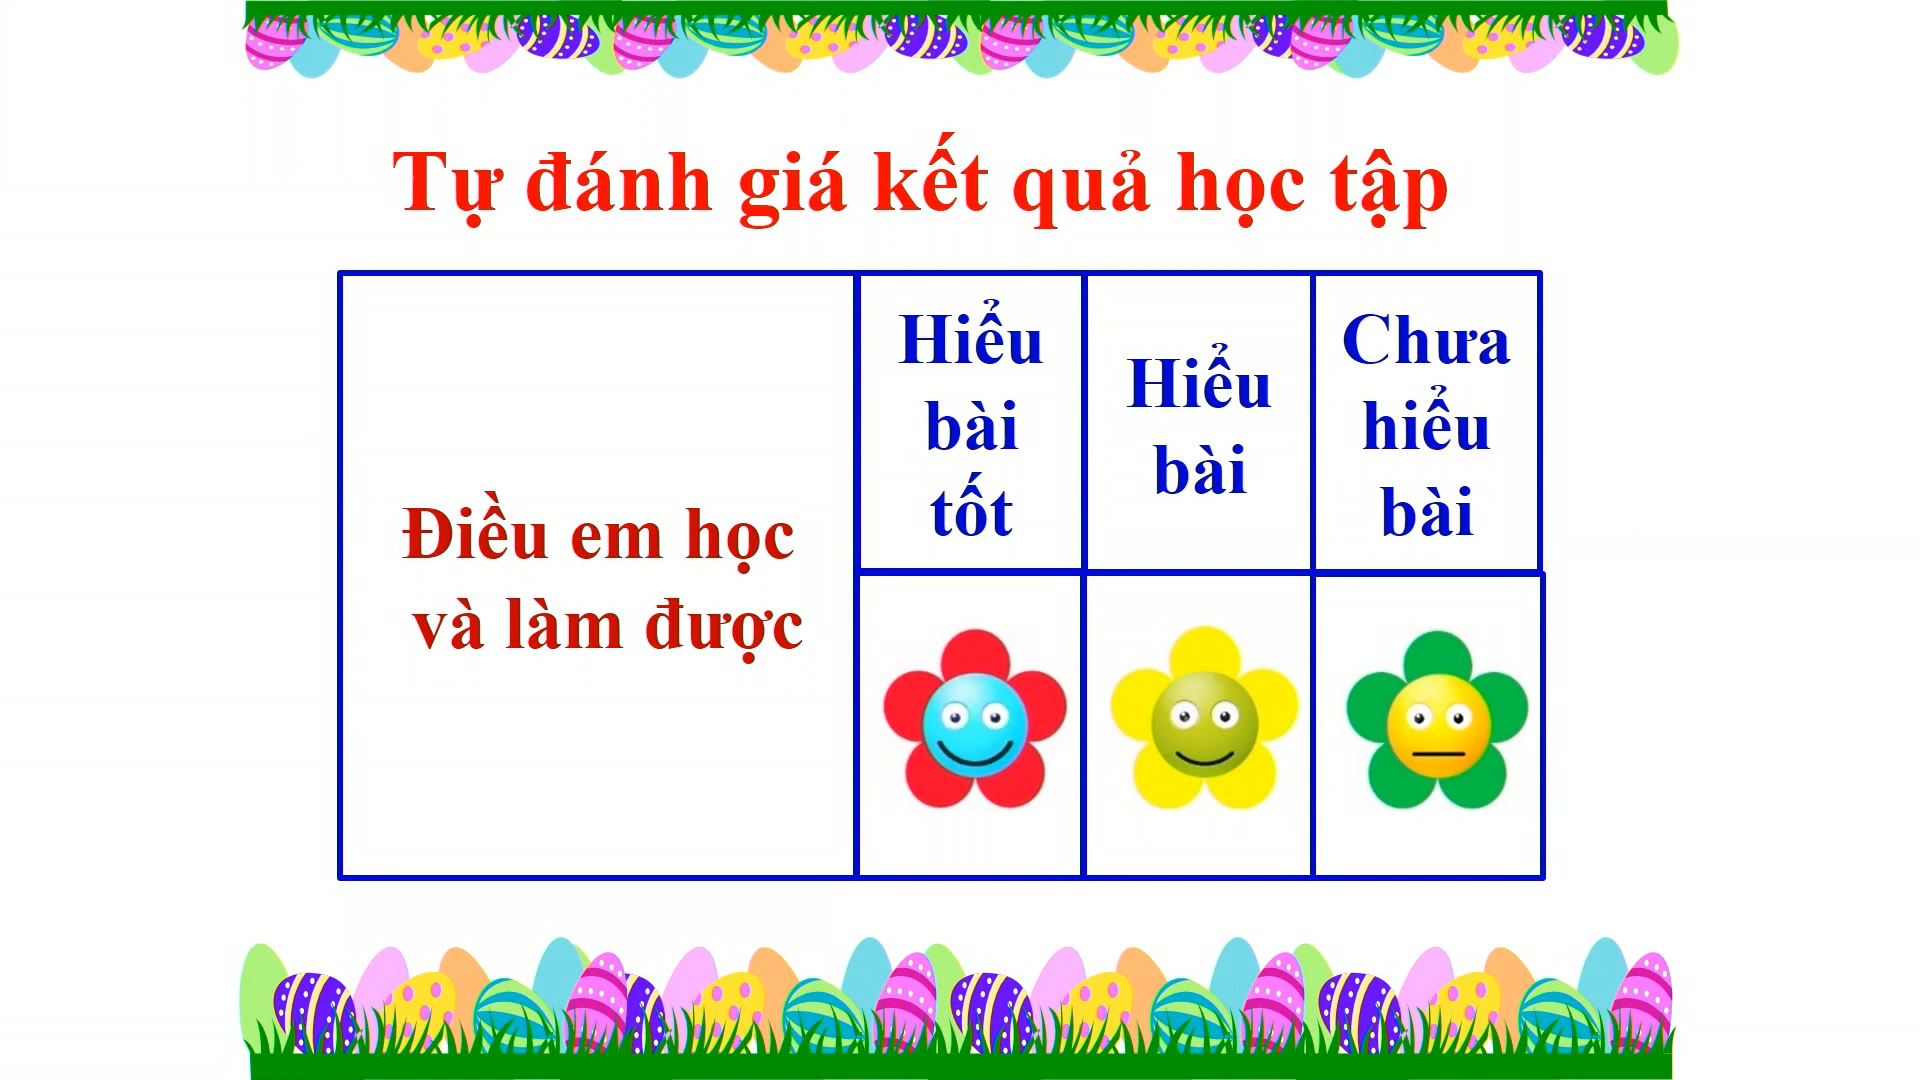 Tự đánh giá kết quả học tập
Điều em học
và làm được
Hiểu
bài
tốt
Hiểu
bài
Chưa
hiểu
bài